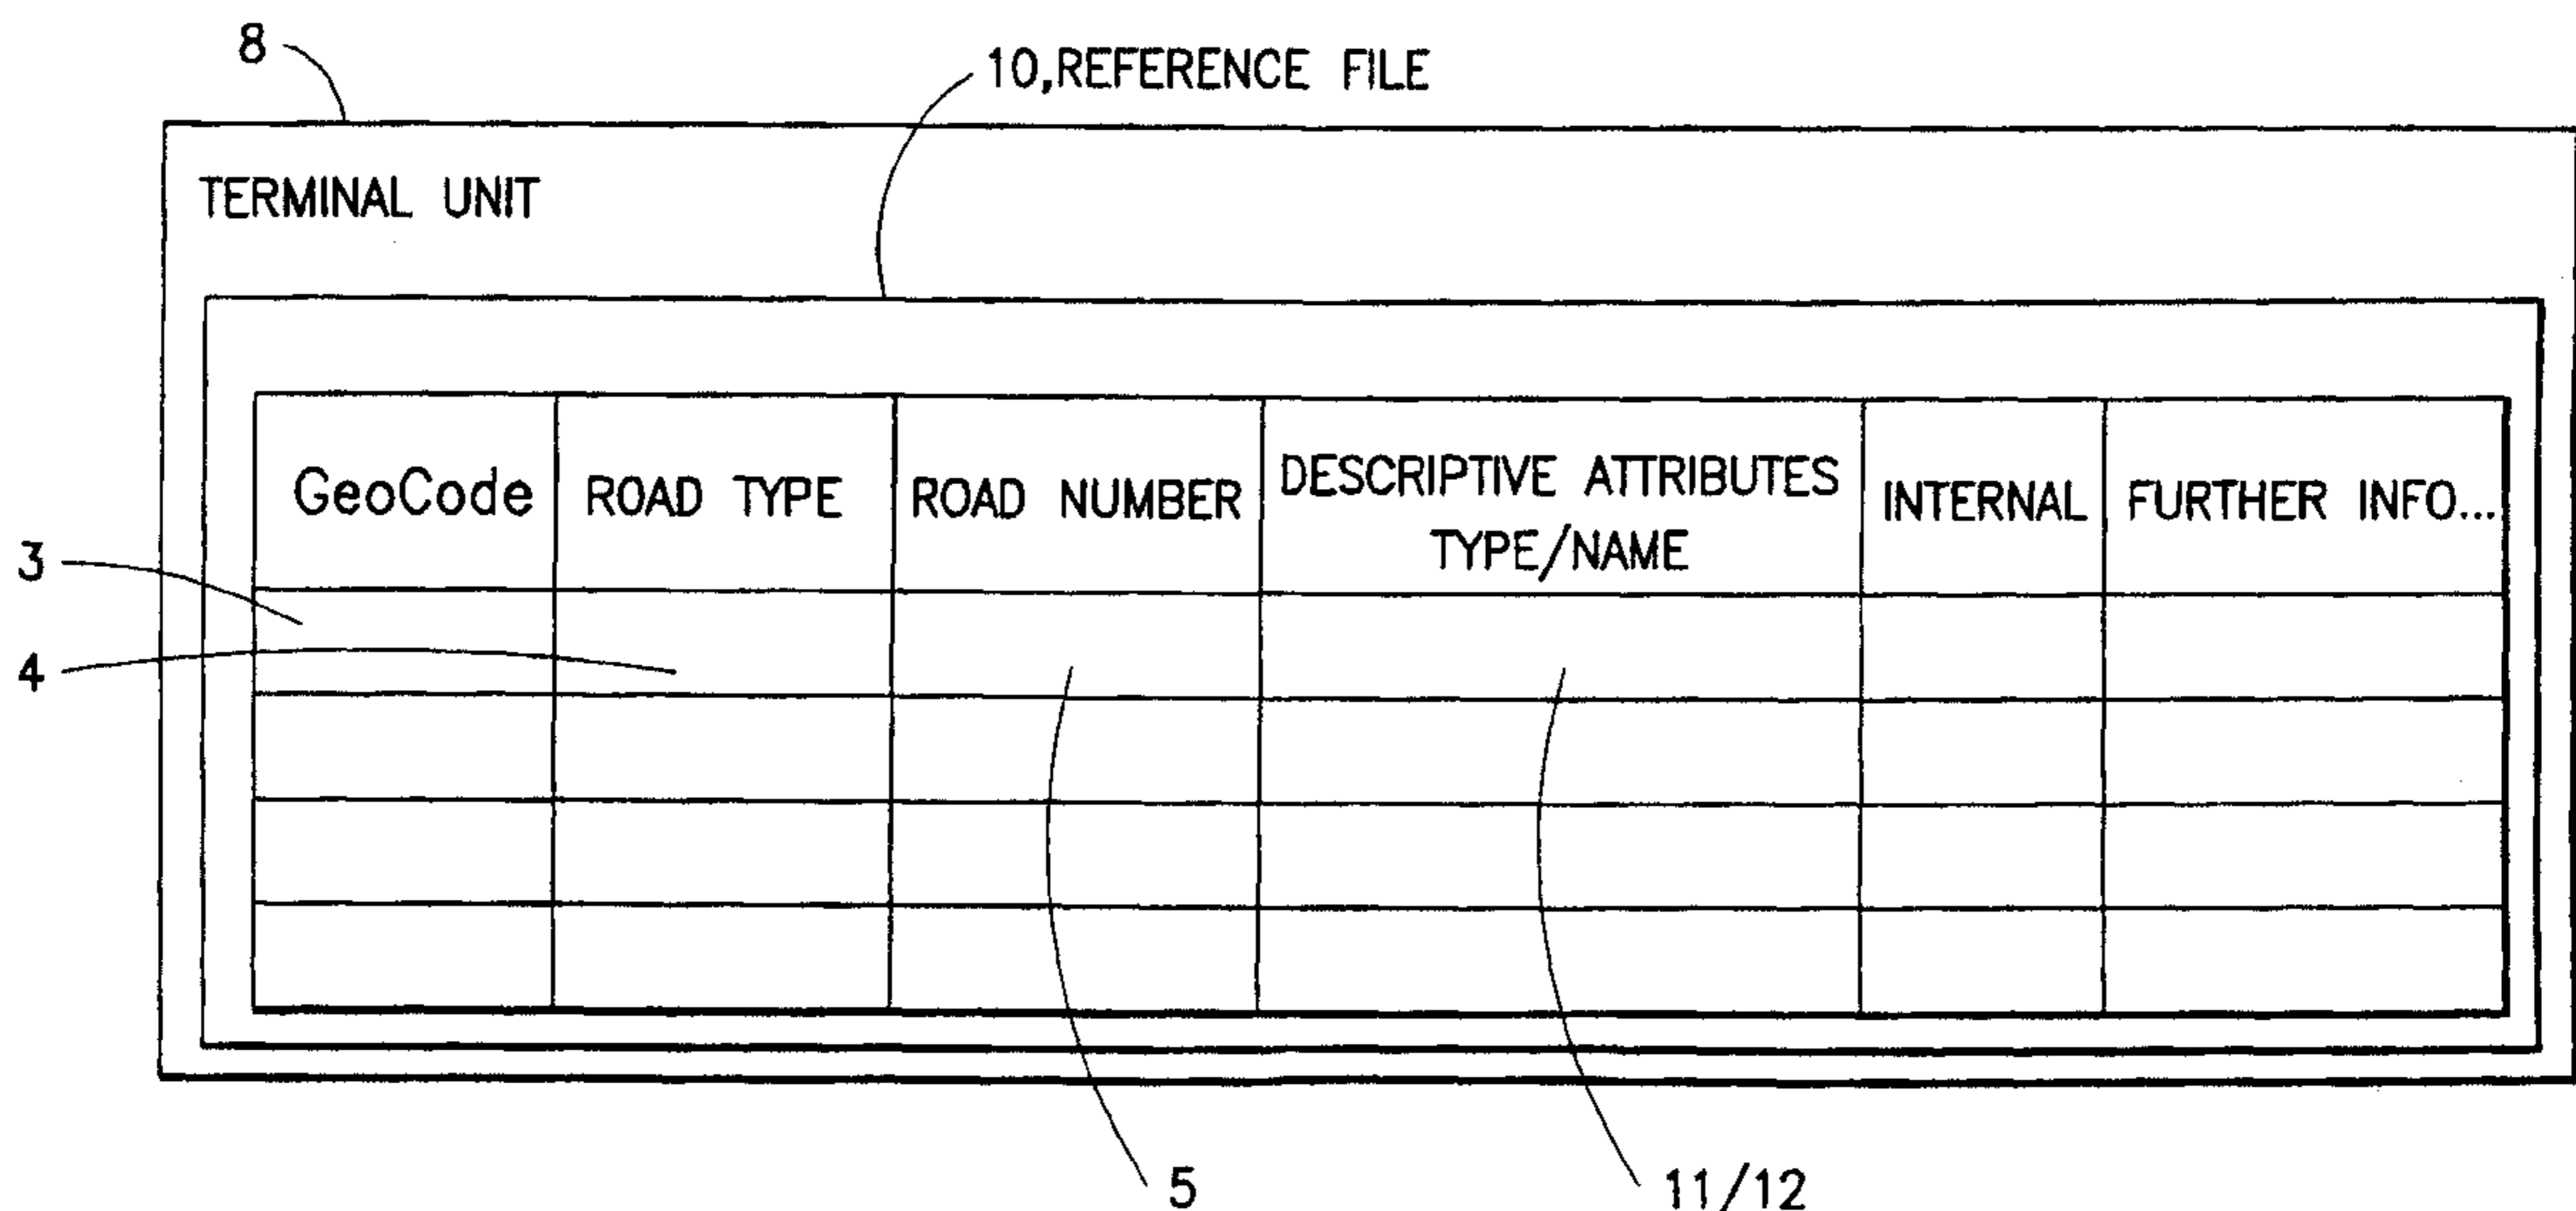 8
10,REFERENCE FILE
TERMINAL UNIT
GeoCode
ROAD TYPE
ROAD NUMBER
DESCRIPTIVE ATTRIBUTES
TYPE/NAME
INTERNAL
FURTHER INFO...
3
4
5
11/12